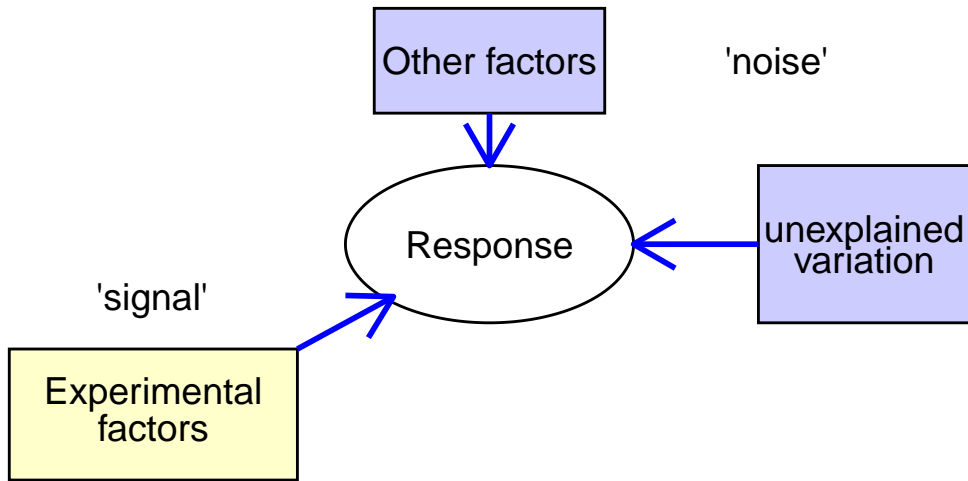 Other factors
'noise'
unexplained
variation
Response
'signal'
Experimental
factors